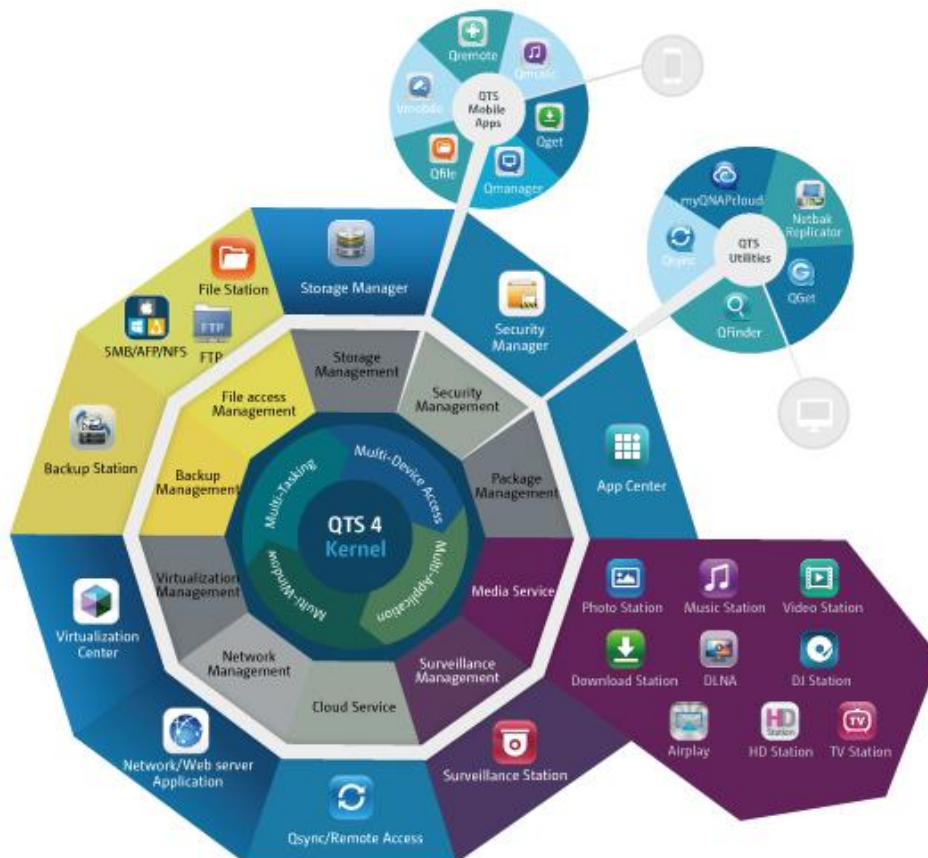 Qremote
Qmusic
QTS
Mobile
Apps
Vmobile
Qget
Qfile
Qmanager
myQNAPcloud
Netbak
Replicator
QTS
Utilities
Qsync
QGet
QFinder
File Station
Storage Manager
SMB/AFP/NFS
FTP
FTP
Security
Manager
Storage
Management
File access
Management
Security
Management
Backup Station
Backup
Management
Package
Management
App Center
Multi-Tasking
Multi-Device Access
QTS 4
Kernel
Multi-Window
Multi-Application
Virtualization
Management
Media Service
Virtualization
Center
Network
Management
Surveillance
Management
Cloud Service
Photo Station
Music Station
Video Station
Download Station
DLNA
DJ Station
HD
Station
TV
Airplay
HD Station
TV Station
Network/Web server
Application
Surveillance Station
Qsync/Remote Access